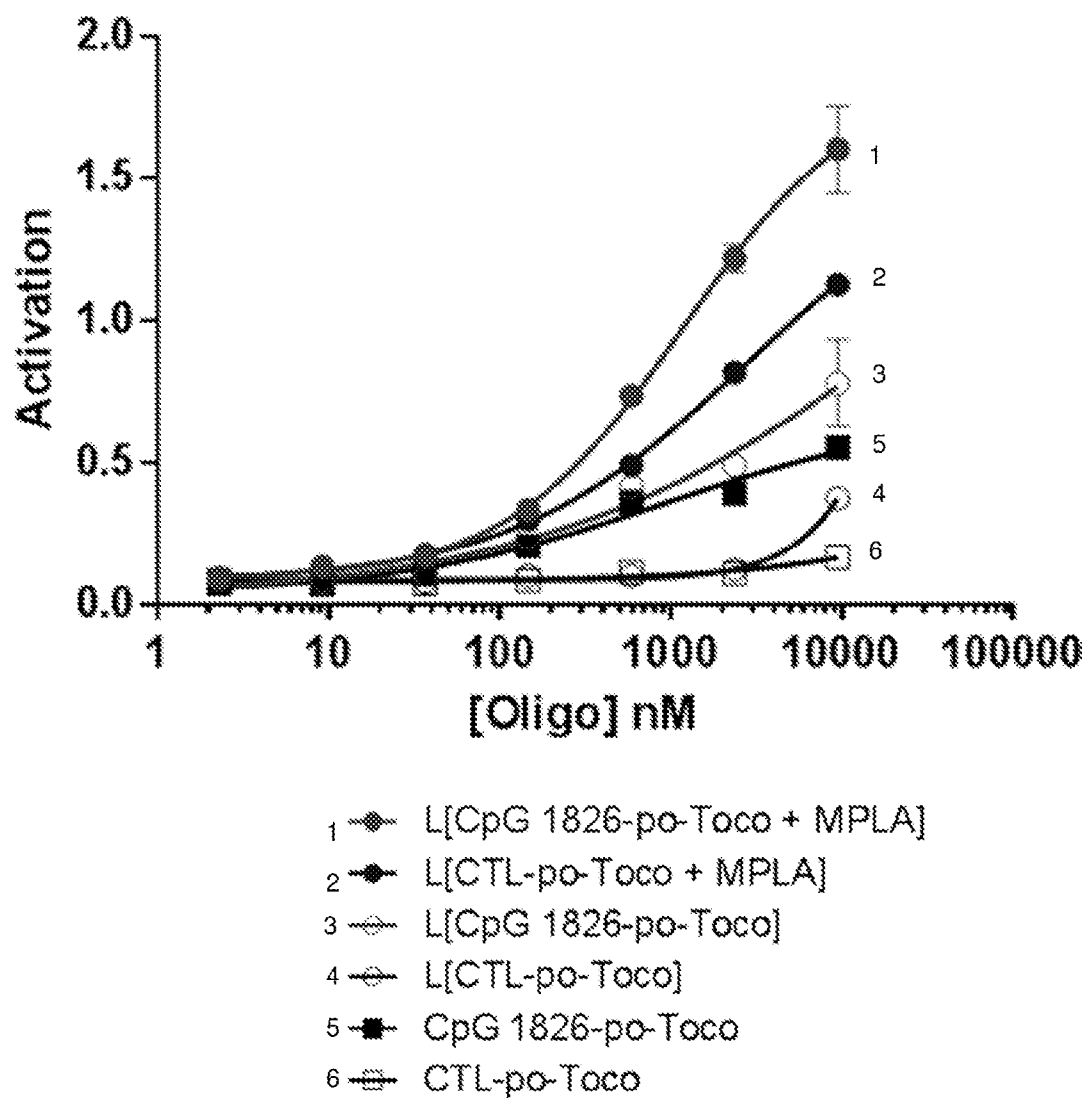 2.0
1.5
1.0
0.5
0.0
Activation
1
2
3
5
4
6
1 10 100 1000 10000 100000
[Oligo] nM
1 L[CpG 1826-po-Toco + MPLA]
2 L[CTL-po-Toco + MPLA]
3 L[CpG 1826-po-Toco]
4 L[CTL-po-Toco]
5 CpG 1826-po-Toco
6 CTL-po-Toco